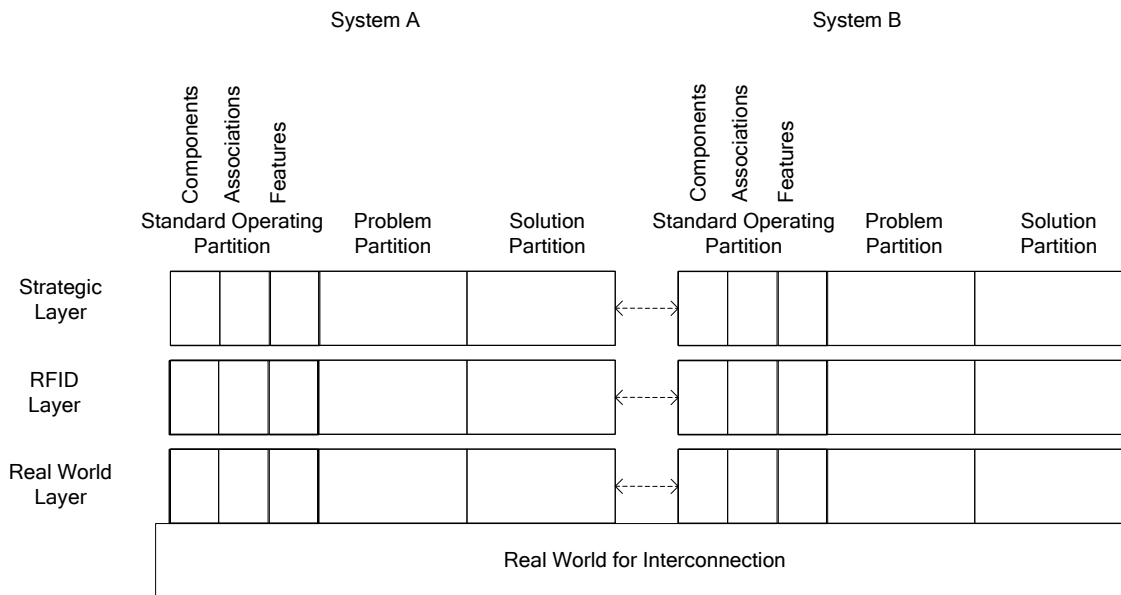 System A
System B
Components
Associations
Features
Components
Associations
Features
Standard Operating
Partition
Problem
Partition
Solution
Partition
Standard Operating
Partition
Problem
Partition
Solution
Partition
Strategic
Layer
RFID
Layer
Real World
Layer
Real World for Interconnection